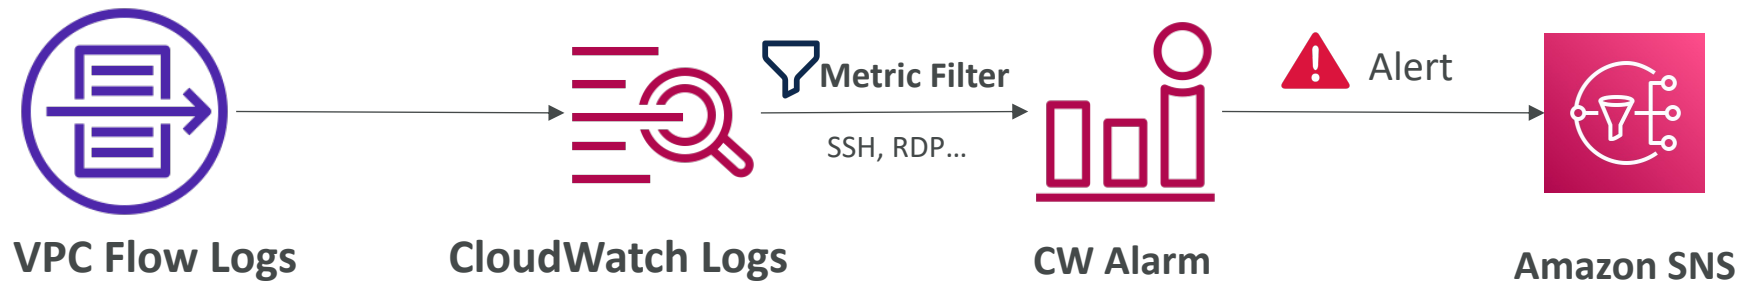 Metric Filter
SSH, RDP...
Alert
VPC Flow Logs
CloudWatch Logs
CW Alarm
Amazon SNS